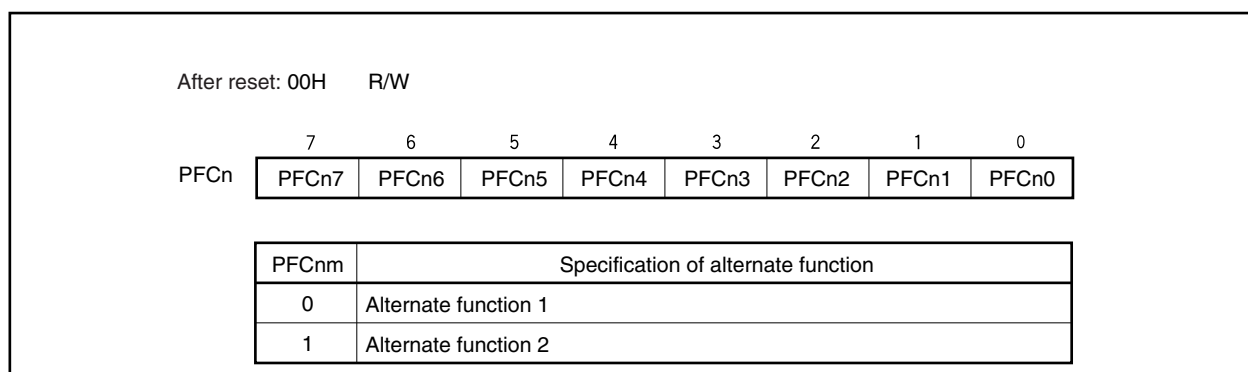 After reset: 00H R/W
7 6 5 4 3 2 1 0
PFCn PFCn7 PFCn6 PFCn5 PFCn4 PFCn3 PFCn2 PFCn1 PFCn0
PFCnm Specification of alternate function
0 Alternate function 1
1 Alternate function 2